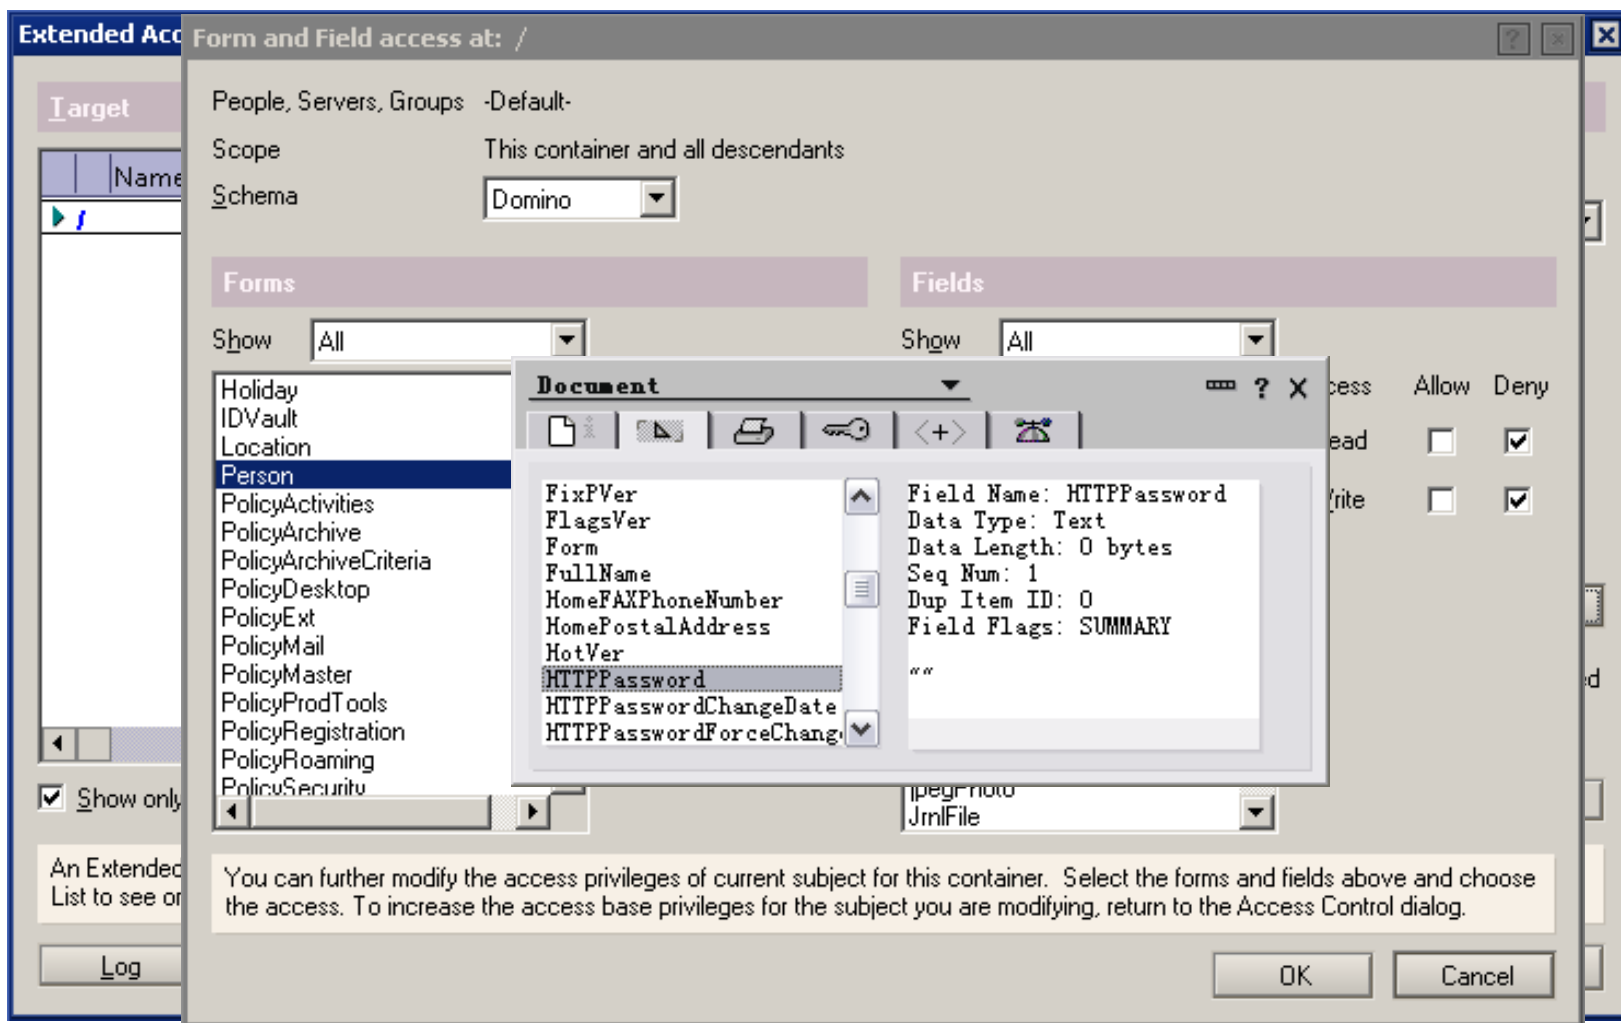 Extended Acc
Form and Field access at: /
Target
Name
/
Show only
An Extended
List to see or
Log
People, Servers, Groups -Default-
Scope This container and all descendants
Schema Domino
Forms
Show All
Holiday
IDVault
Location
Person
PolicyActivities
PolicyArchive
PolicyArchiveCriteria
PolicyDesktop
PolicyExt
PolicyMail
PolicyMaster
PolicyProdTools
PolicyRegistration
PolicyRoaming
PolicySecurity
Fields
Show All
cess Allow Deny
ead
rite
jpegPhoto
JrnlFile
Document
FixPVer
FlagsVer
Form
FullName
HomeFAXPhoneNumber
HomePostalAddress
HotVer
HTTPPassword
HTTPPasswordChangeDate
HTTPPasswordForceChang
Field Name: HTTPPassword
Data Type: Text
Data Length: 0 bytes
Seq Num: 1
Dup Item ID: 0
Field Flags: SUMMARY
""
You can further modify the access privileges of current subject for this container. Select the forms and fields above and choose
the access. To increase the access base privileges for the subject you are modifying, return to the Access Control dialog.
OK Cancel